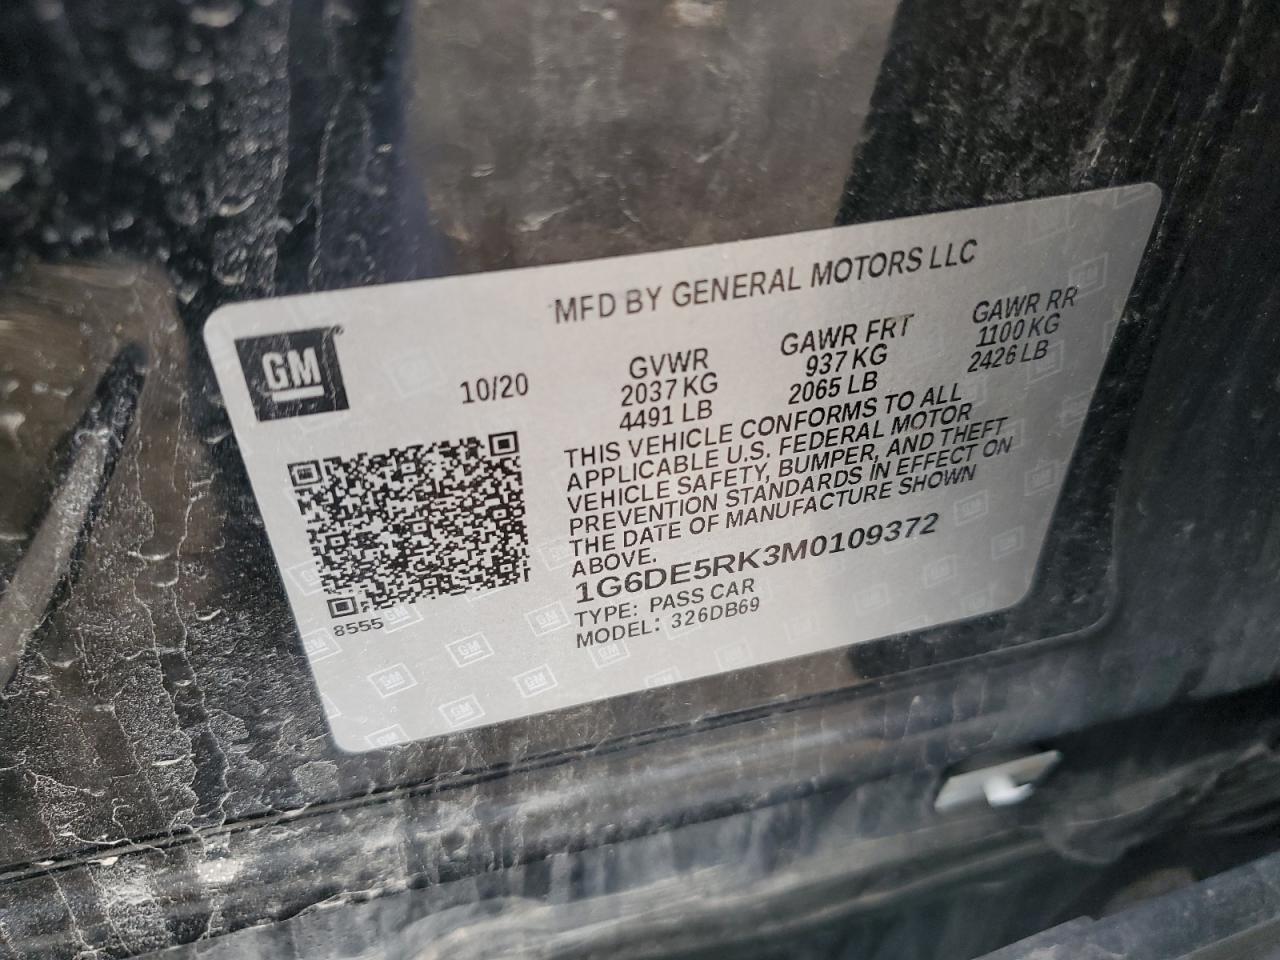 MFD BY GENERAL MOTORS LLC
GM
10/20
GVWR
2037 KG
4491 LB
GAWR FRT
937 KG
2065 LB
GAWR RR
1100 KG
2426 LB
THIS VEHICLE CONFORMS TO ALL
APPLICABLE U.S. FEDERAL MOTOR
VEHICLE SAFETY, BUMPER, AND THEFT
PREVENTION STANDARDS IN EFFECT ON
THE DATE OF MANUFACTURE SHOWN
ABOVE.
1G6DE5RK3M0109372
TYPE: PASS CAR
MODEL: 326DB69
8555